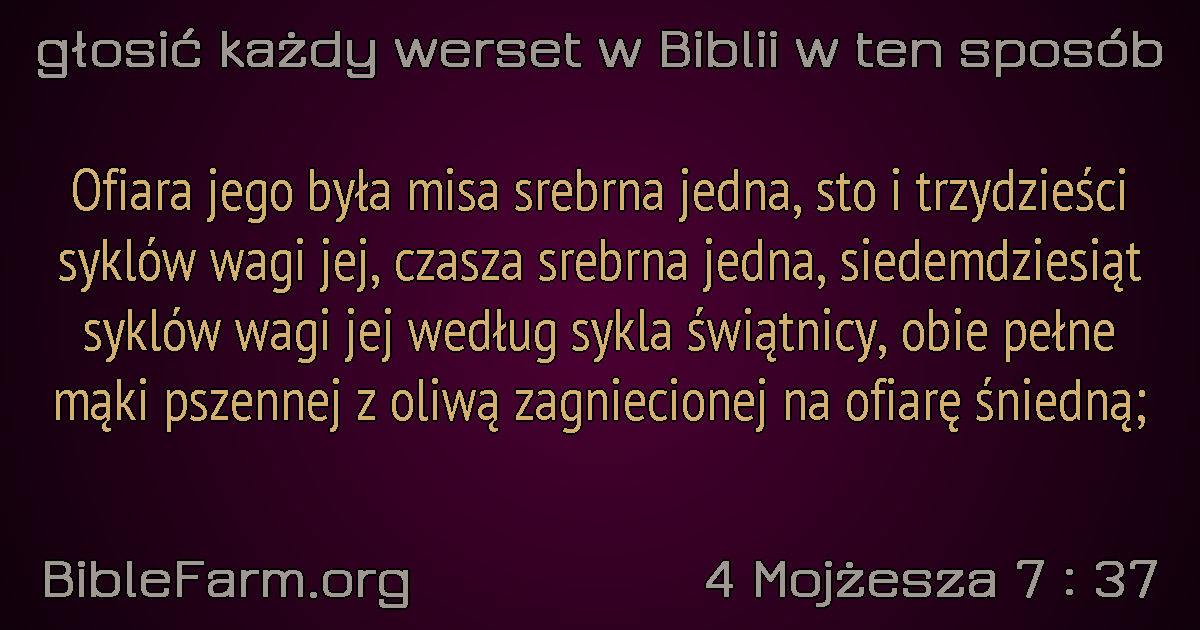 głosić każdy werset w Biblii w ten sposób
Ofiara jego była misa srebrna jedna, sto i trzydzieści
syklów wagi jej, czasza srebrna jedna, siedemdziesiąt
syklów wagi jej według sykla świątnicy, obie pełne
mąki pszennej z oliwą zagniecionej na ofiarę śniedną;
BibleFarm.org
4 Mojżesza 7 : 37